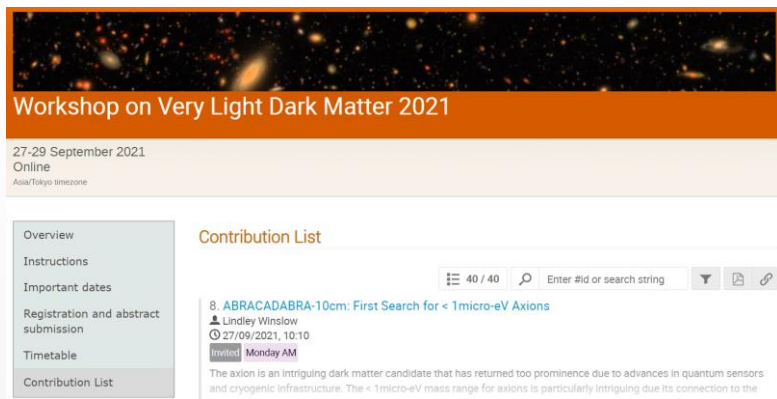 Workshop on Very Light Dark Matter 2021
27-29 September 2021
Online
Asia/Tokyo timezone
Overview
Instructions
Important dates
Registration and abstract
submission
Timetable
Contribution List
Contribution List
40 / 40
Enter #id or search string
8. ABRACADABRA-10cm: First Search for < 1micro-eV Axions
Lindley Winslow
27/09/2021, 10:10
Invited Monday AM
The axion is an intriguing dark matter candidate that has returned too prominence due to advances in quantum sensors
and cryogenic infrastructure. The < 1micro-eV mass range for axions is particularly intriguing due its connection to the